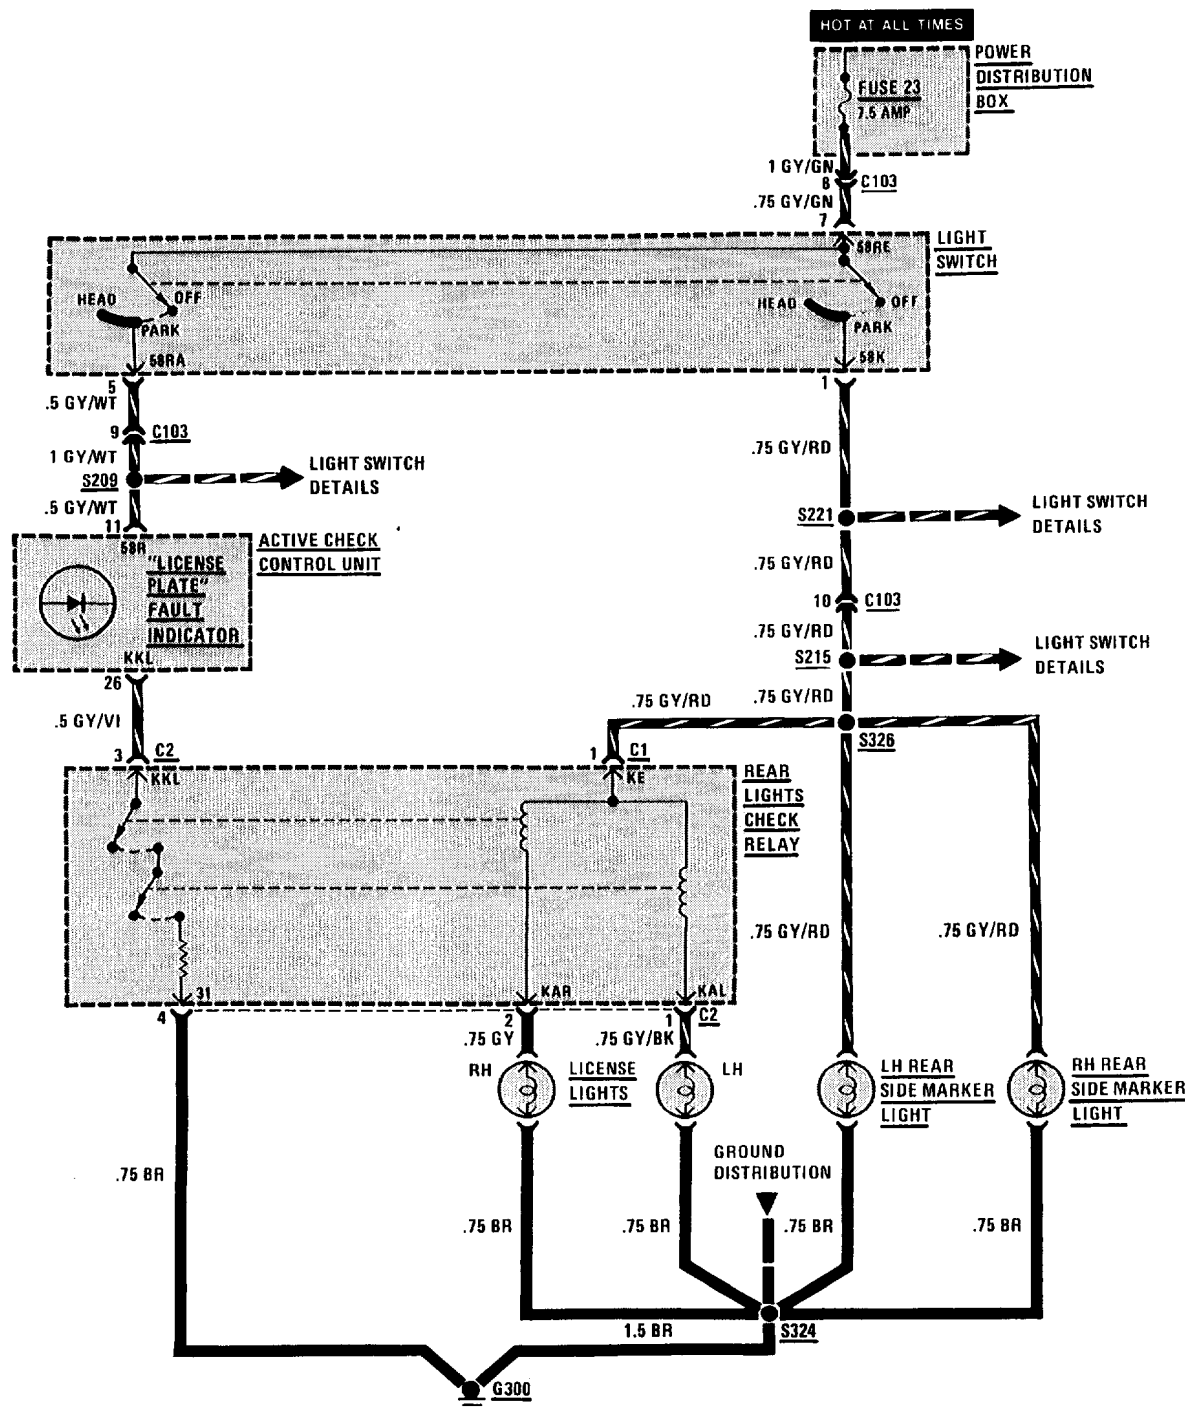 HOT AT ALL TIMES
POWER
DISTRIBUTION
BOX
FUSE 23
7.5 AMP
1 GY/GN
8
C103
.75 GY/GN
7
LIGHT
SWITCH
58RE
HEAD
OFF
PARK
58RA
HEAD
OFF
PARK
58K
5
1
.5 GY/WT
9
C103
1 GY/WT
S209
LIGHT SWITCH
DETAILS
.5 GY/WT
11
.75 GY/RD
S221
LIGHT SWITCH
DETAILS
ACTIVE CHECK
CONTROL UNIT
58R
"LICENSE
PLATE"
FAULT
INDICATOR
KKL
26
.75 GY/RD
10
C103
.75 GY/RD
S215
LIGHT SWITCH
DETAILS
.75 GY/RD
.75 GY/RD
S326
.5 GY/VI
3
C2
1
C1
KKL
KE
REAR
LIGHTS
CHECK
RELAY
.75 GY/RD
.75 GY/RD
31
KAR
KAL
4
2
1
C2
.75 GY
.75 GY/BK
RH
LICENSE
LIGHTS
LH
LH REAR
SIDE MARKER
LIGHT
RH REAR
SIDE MARKER
LIGHT
GROUND
DISTRIBUTION
.75 BR
.75 BR
.75 BR
.75 BR
.75 BR
1.5 BR
S324
G300